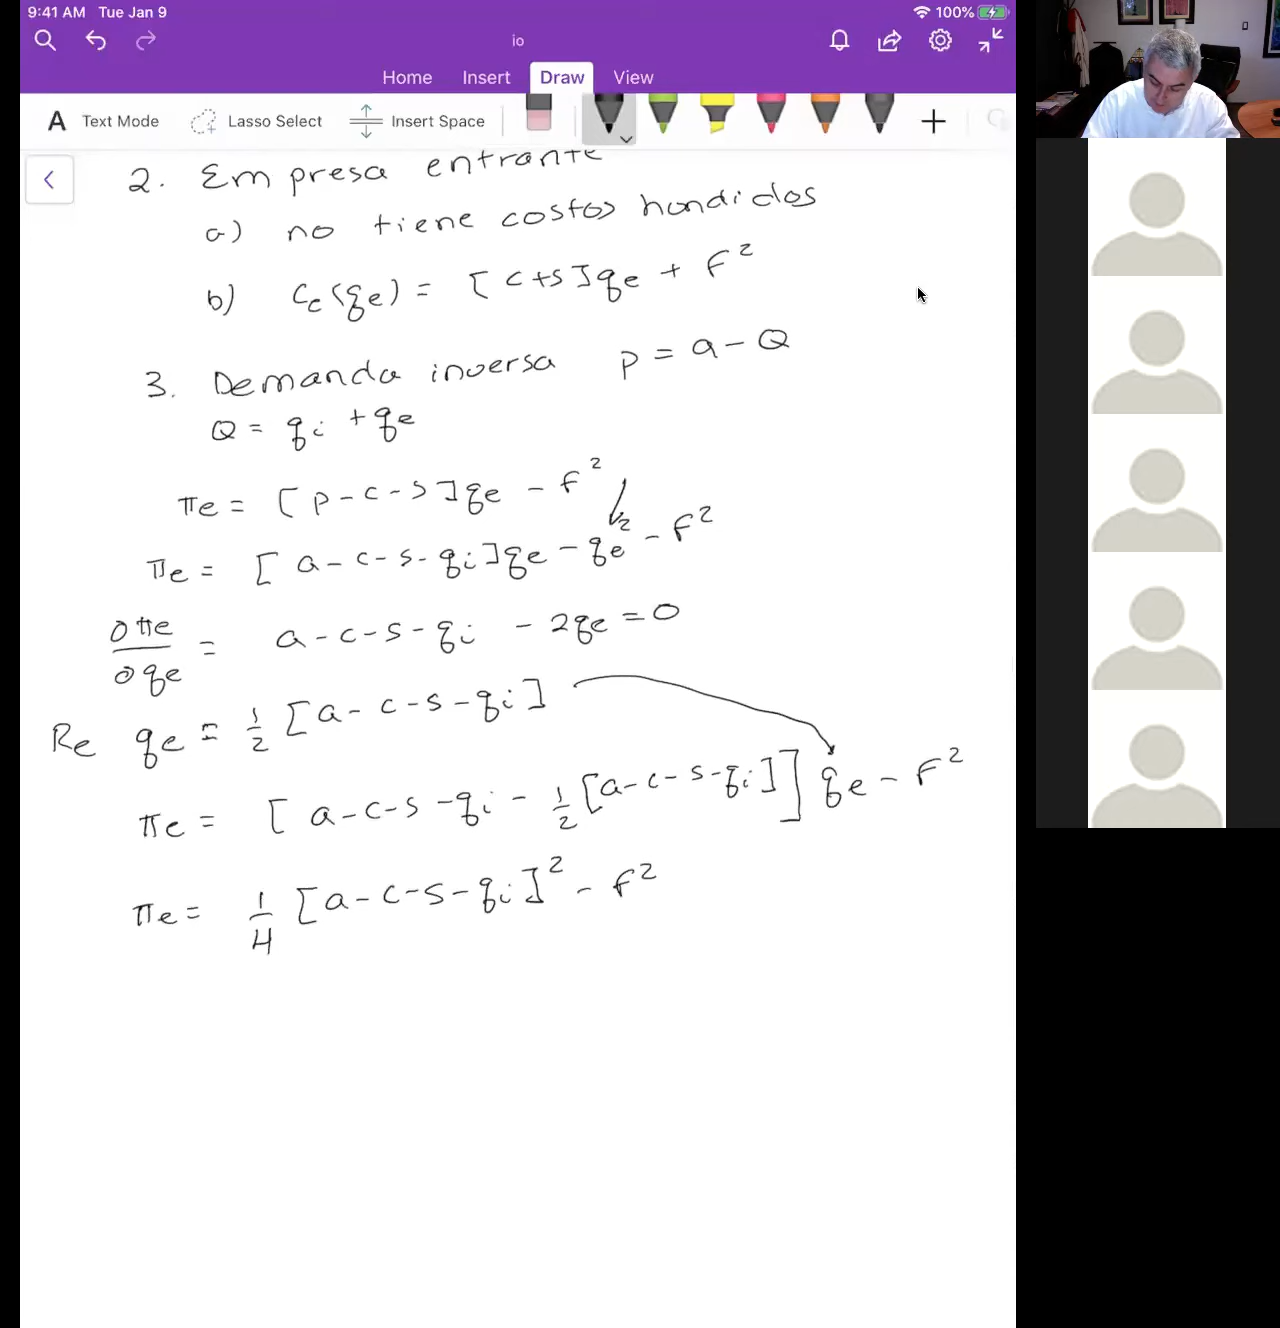 9:41 AM Tue Jan 9
100%
io
Home Insert Draw View
A Text Mode Lasso Select Insert Space
2. Empresa entrante
a) no tiene costos hundidos
b) Ce(qe) = [c+s]qe + f²
3. Demanda inversa p = a - Q
Q = qi + qe
πe = [p-c-s]qe - f²
πe = [a-c-s-qi]qe - qe² - f²
∂πe/∂qe = a-c-s-qi - 2qe = 0
Re qe = 1/2 [a-c-s-qi]
πe = [a-c-s-qi - 1/2 [a-c-s-qi]] qe - f²
πe = 1/4 [a-c-s-qi]² - f²